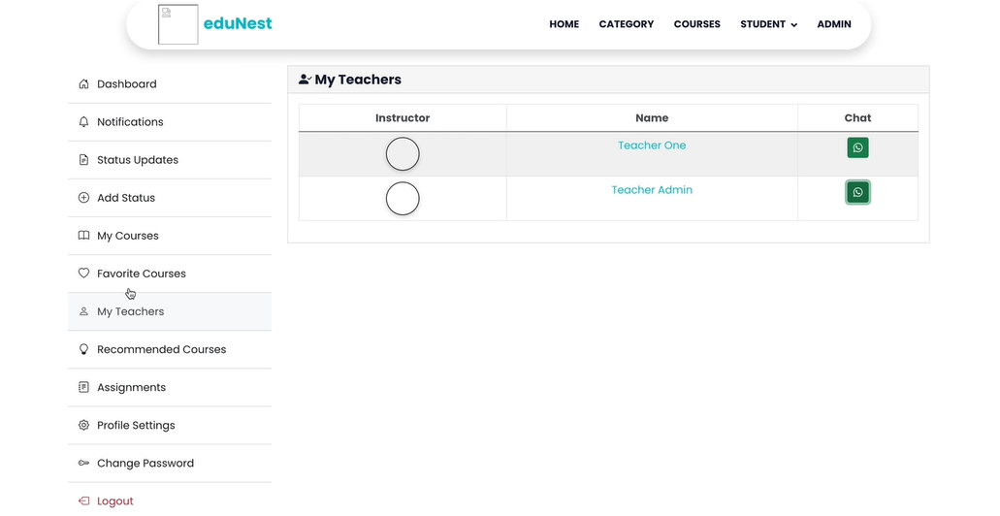 eduNest
HOME CATEGORY COURSES STUDENT ADMIN
Dashboard
Notifications
Status Updates
Add Status
My Courses
Favorite Courses
My Teachers
Recommended Courses
Assignments
Profile Settings
Change Password
Logout
My Teachers
Instructor Name Chat
Teacher One
Teacher Admin